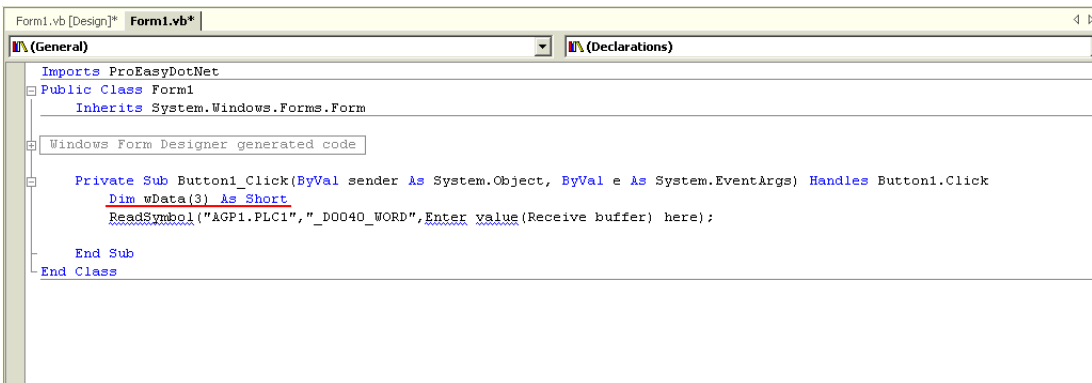 Form1.vb [Design]* Form1.vb*
(General) (Declarations)
Imports ProEasyDotNet
Public Class Form1
Inherits System.Windows.Forms.Form
Windows Form Designer generated code
Private Sub Button1_Click(ByVal sender As System.Object, ByVal e As System.EventArgs) Handles Button1.Click
Dim wData(3) As Short
ReadSymbol("AGP1.PLC1","_D0040_WORD",Enter value(Receive buffer) here);
End Sub
End Class